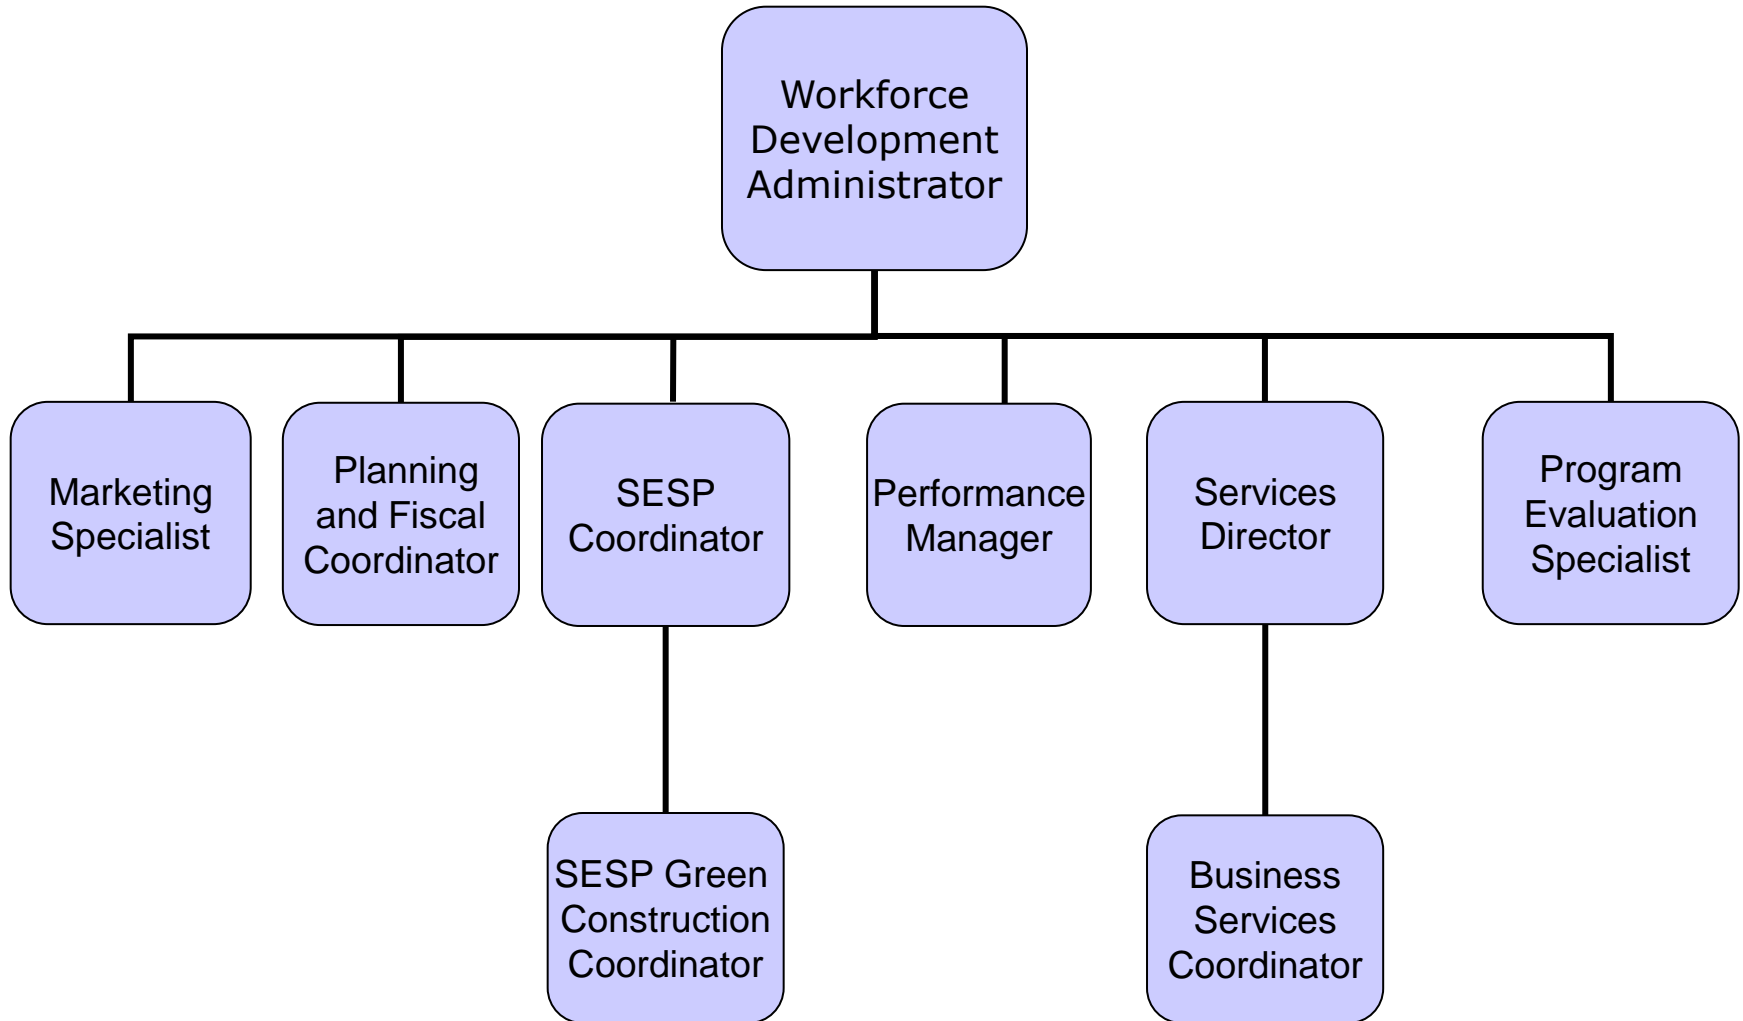 Workforce
Development
Administrator
Marketing
Specialist
Planning
and Fiscal
Coordinator
SESP
Coordinator
Performance
Manager
Services
Director
Program
Evaluation
Specialist
SESP Green
Construction
Coordinator
Business
Services
Coordinator